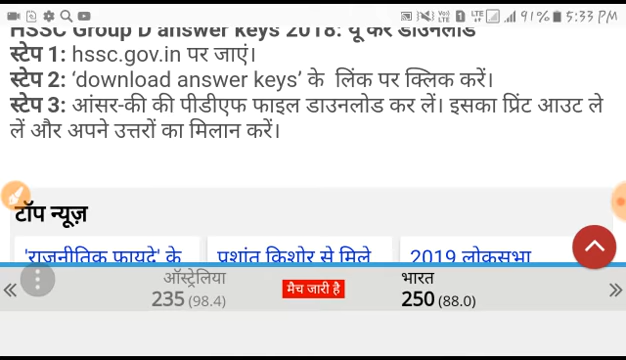 5:33 PM
91%
HSSC Group D answer keys 2018: यूं करें डाउनलोड
स्टेप 1: hssc.gov.in पर जाएं।
स्टेप 2: ‘download answer keys’ के लिंक पर क्लिक करें।
स्टेप 3: आंसर-की की पीडीएफ फाइल डाउनलोड कर लें। इसका प्रिंट आउट ले
लें और अपने उत्तरों का मिलान करें।
टॉप न्यूज़
'राजनीतिक फायदे' के
प्रशांत किशोर से मिले
2019 लोकसभा
ऑस्ट्रेलिया
235 (98.4)
मैच जारी है
भारत
250 (88.0)